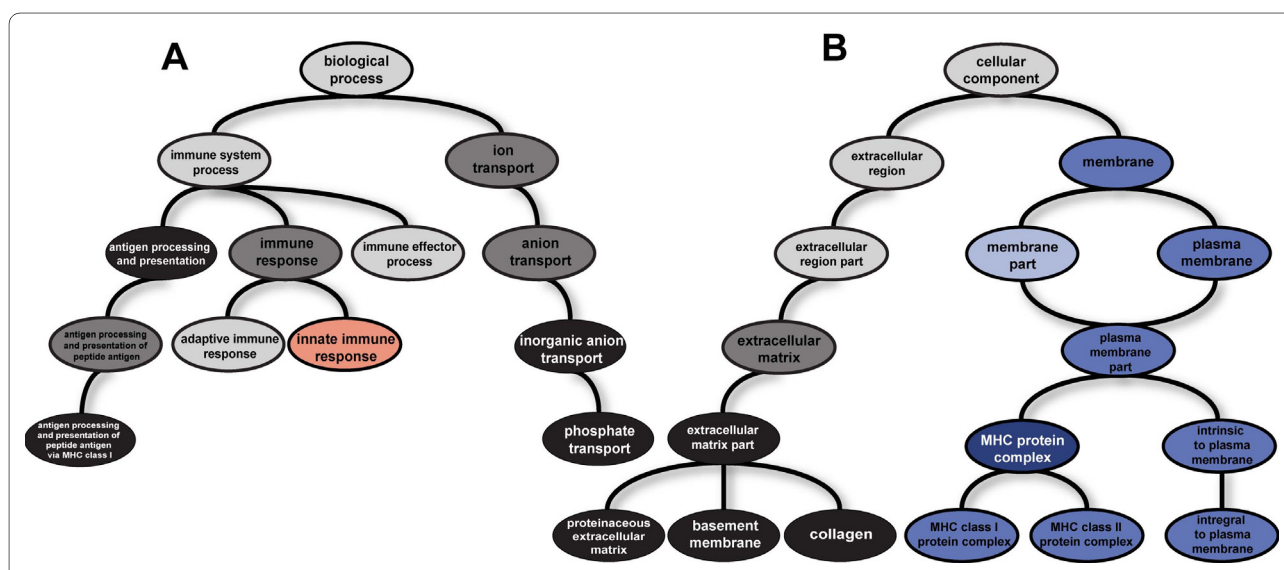 A
B
biological
process
cellular
component
immune system
process
ion
transport
extracellular
region
membrane
antigen processing
and presentation
immune
response
immune effector
process
anion
transport
extracellular
region part
membrane
part
plasma
membrane
antigen processing
and presentation of
peptide antigen
adaptive immune
response
innate immune
response
inorganic anion
transport
extracellular
matrix
plasma
membrane
part
antigen processing
and presentation of
peptide antigen
via MHC class I
phosphate
transport
extracellular
matrix part
MHC protein
complex
intrinsic
to plasma
membrane
proteinaceous
extracellular
matrix
basement
membrane
collagen
MHC class I
protein complex
MHC class II
protein complex
intregral
to plasma
membrane